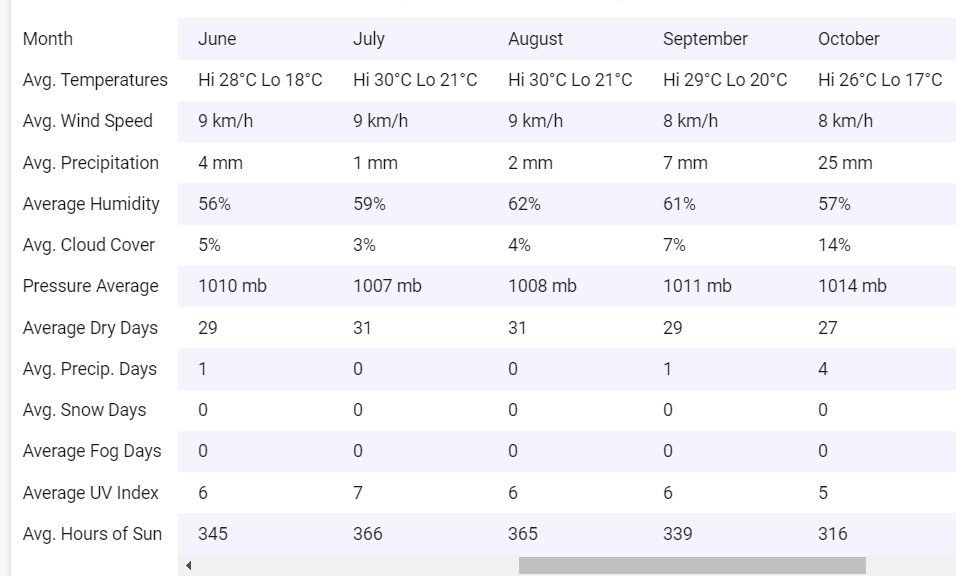 Month June July August September October
Avg. Temperatures Hi 28°C Lo 18°C Hi 30°C Lo 21°C Hi 30°C Lo 21°C Hi 29°C Lo 20°C Hi 26°C Lo 17°C
Avg. Wind Speed 9 km/h 9 km/h 9 km/h 8 km/h 8 km/h
Avg. Precipitation 4 mm 1 mm 2 mm 7 mm 25 mm
Average Humidity 56% 59% 62% 61% 57%
Avg. Cloud Cover 5% 3% 4% 7% 14%
Pressure Average 1010 mb 1007 mb 1008 mb 1011 mb 1014 mb
Average Dry Days 29 31 31 29 27
Avg. Precip. Days 1 0 0 1 4
Avg. Snow Days 0 0 0 0 0
Average Fog Days 0 0 0 0 0
Average UV Index 6 7 6 6 5
Avg. Hours of Sun 345 366 365 339 316